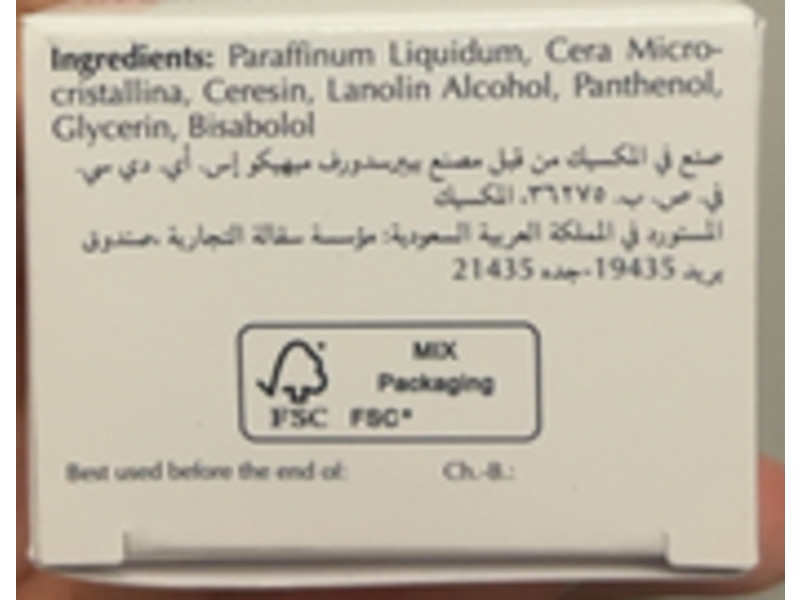 Ingredients: Paraffinum Liquidum, Cera Micro-
cristallina, Ceresin, Lanolin Alcohol, Panthenol,
Glycerin, Bisabolol
صنع في المكسيك من قبل مصنع بييرسدورف ميهيكو إس. أي. دي سي.
في. ص. ب. ٣٦٢٧٥، المكسيك
المستورد في المملكة العربية السعودية: مؤسسة سقالة التجارية ،صندوق
بريد 19435-جده 21435
MIX
Packaging
FSC FSC®
Best used before the end of: Ch.-B.: